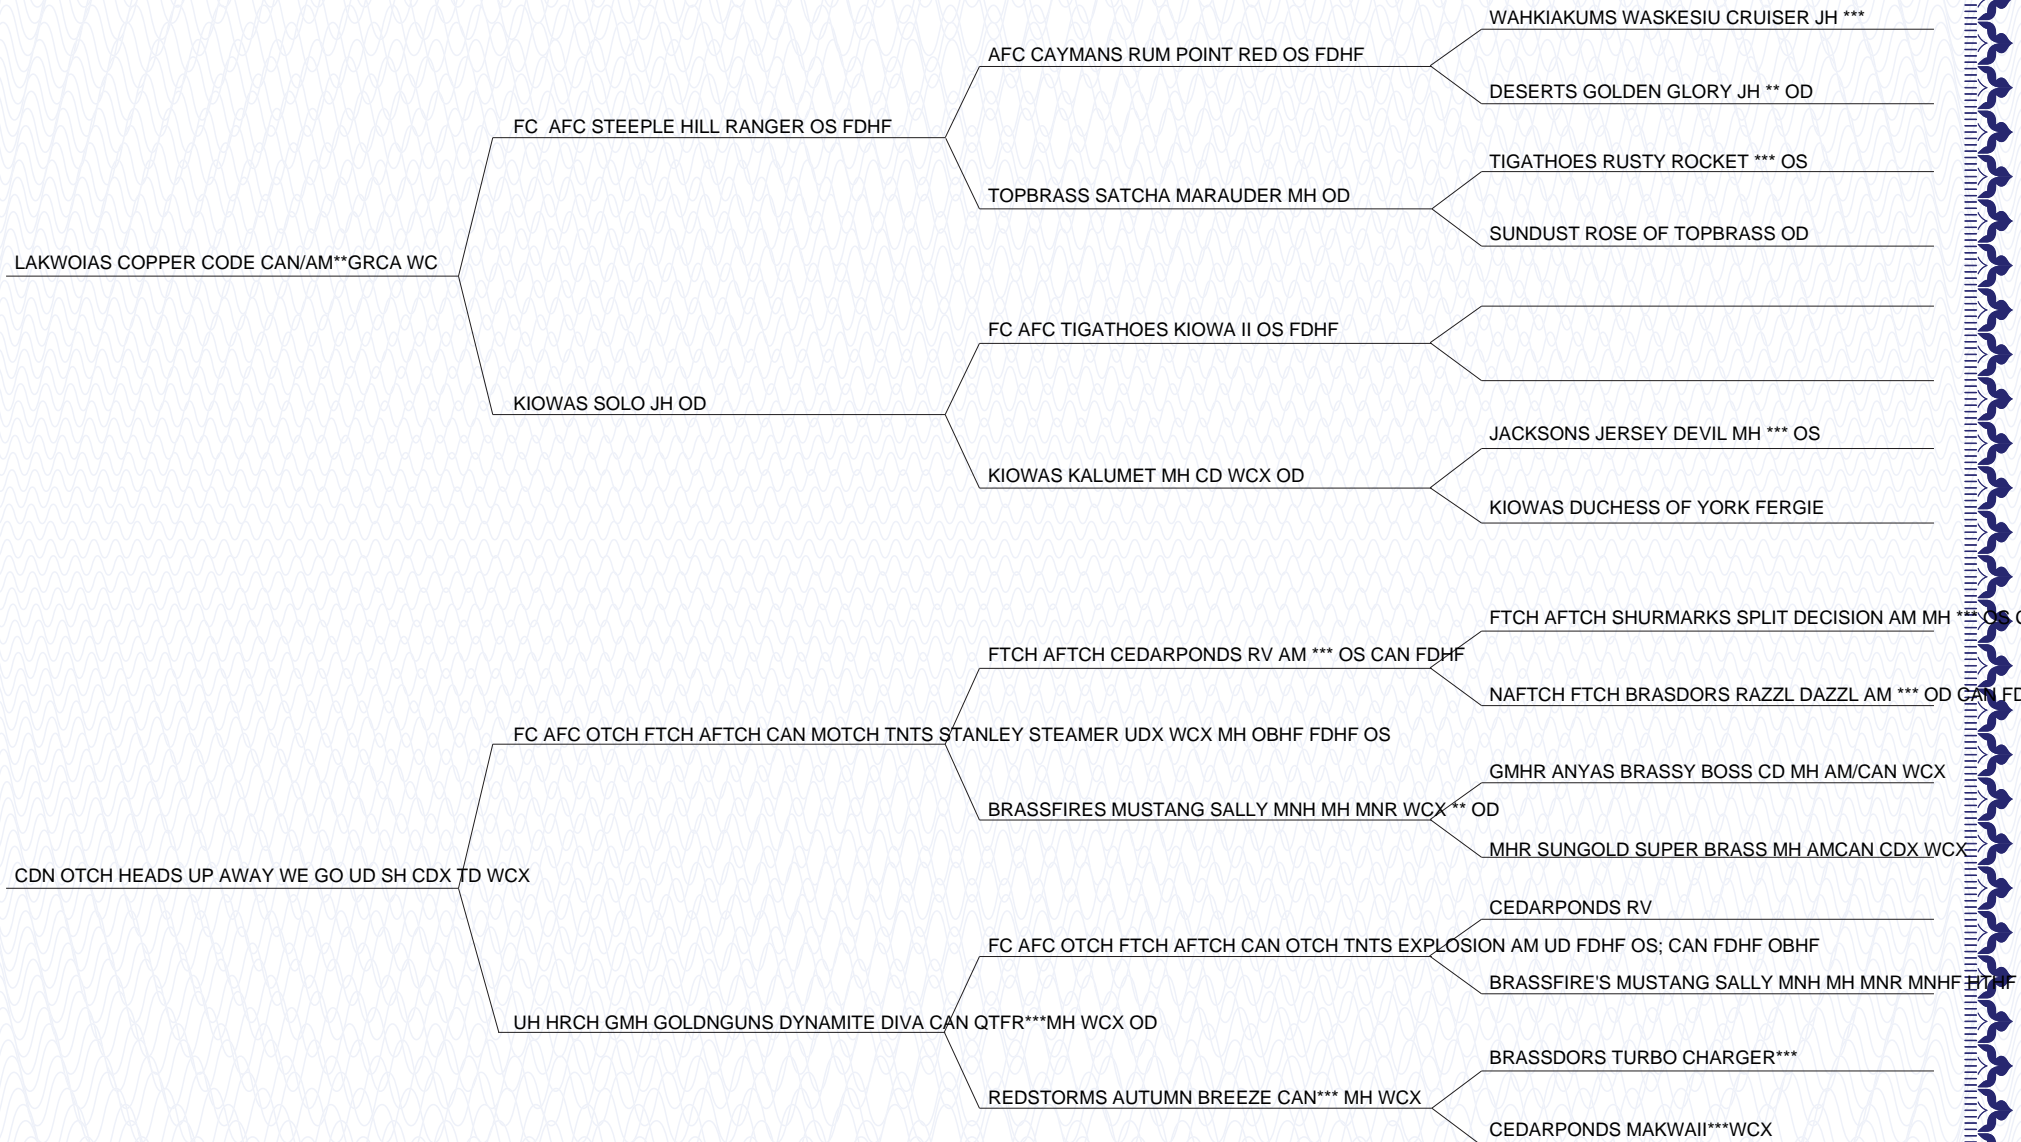 WAHKIAKUMS WASKESIU CRUISER JH ***
AFC CAYMANS RUM POINT RED OS FDHF
DESERTS GOLDEN GLORY JH ** OD
FC AFC STEEPLE HILL RANGER OS FDHF
TIGATHOES RUSTY ROCKET *** OS
TOPBRASS SATCHA MARAUDER MH OD
SUNDUST ROSE OF TOPBRASS OD
LAKWOIAS COPPER CODE CAN/AM**GRCA WC
FC AFC TIGATHOES KIOWA II OS FDHF
KIOWAS SOLO JH OD
JACKSONS JERSEY DEVIL MH *** OS
KIOWAS KALUMET MH CD WCX OD
KIOWAS DUCHESS OF YORK FERGIE
FTCH AFTCH SHURMARKS SPLIT DECISION AM MH *** OS
FTCH AFTCH CEDARPONDS RV AM *** OS CAN FDHF
NAFTCH FTCH BRASDORS RAZZL DAZZL AM *** OD CAN
FC AFC OTCH FTCH AFTCH CAN MOTCH TNTS STANLEY STEAMER UDX WCX MH OBHF FDHF OS
GMHR ANYAS BRASSY BOSS CD MH AM/CAN WCX
BRASSFIRES MUSTANG SALLY MNH MH MNR WCX ** OD
MHR SUNGOLD SUPER BRASS MH AMCAN CDX WCX
CDN OTCH HEADS UP AWAY WE GO UD SH CDX TD WCX
CEDARPONDS RV
FC AFC OTCH FTCH AFTCH CAN OTCH TNTS EXPLOSION AM UD FDHF OS; CAN FDHF OBHF
BRASSFIRE'S MUSTANG SALLY MNH MH MNR MNHF HTHF
UH HRCH GMH GOLDNGUNS DYNAMITE DIVA CAN QTFR***MH WCX OD
BRASSDORS TURBO CHARGER***
REDSTORMS AUTUMN BREEZE CAN*** MH WCX
CEDARPONDS MAKWAII***WCX